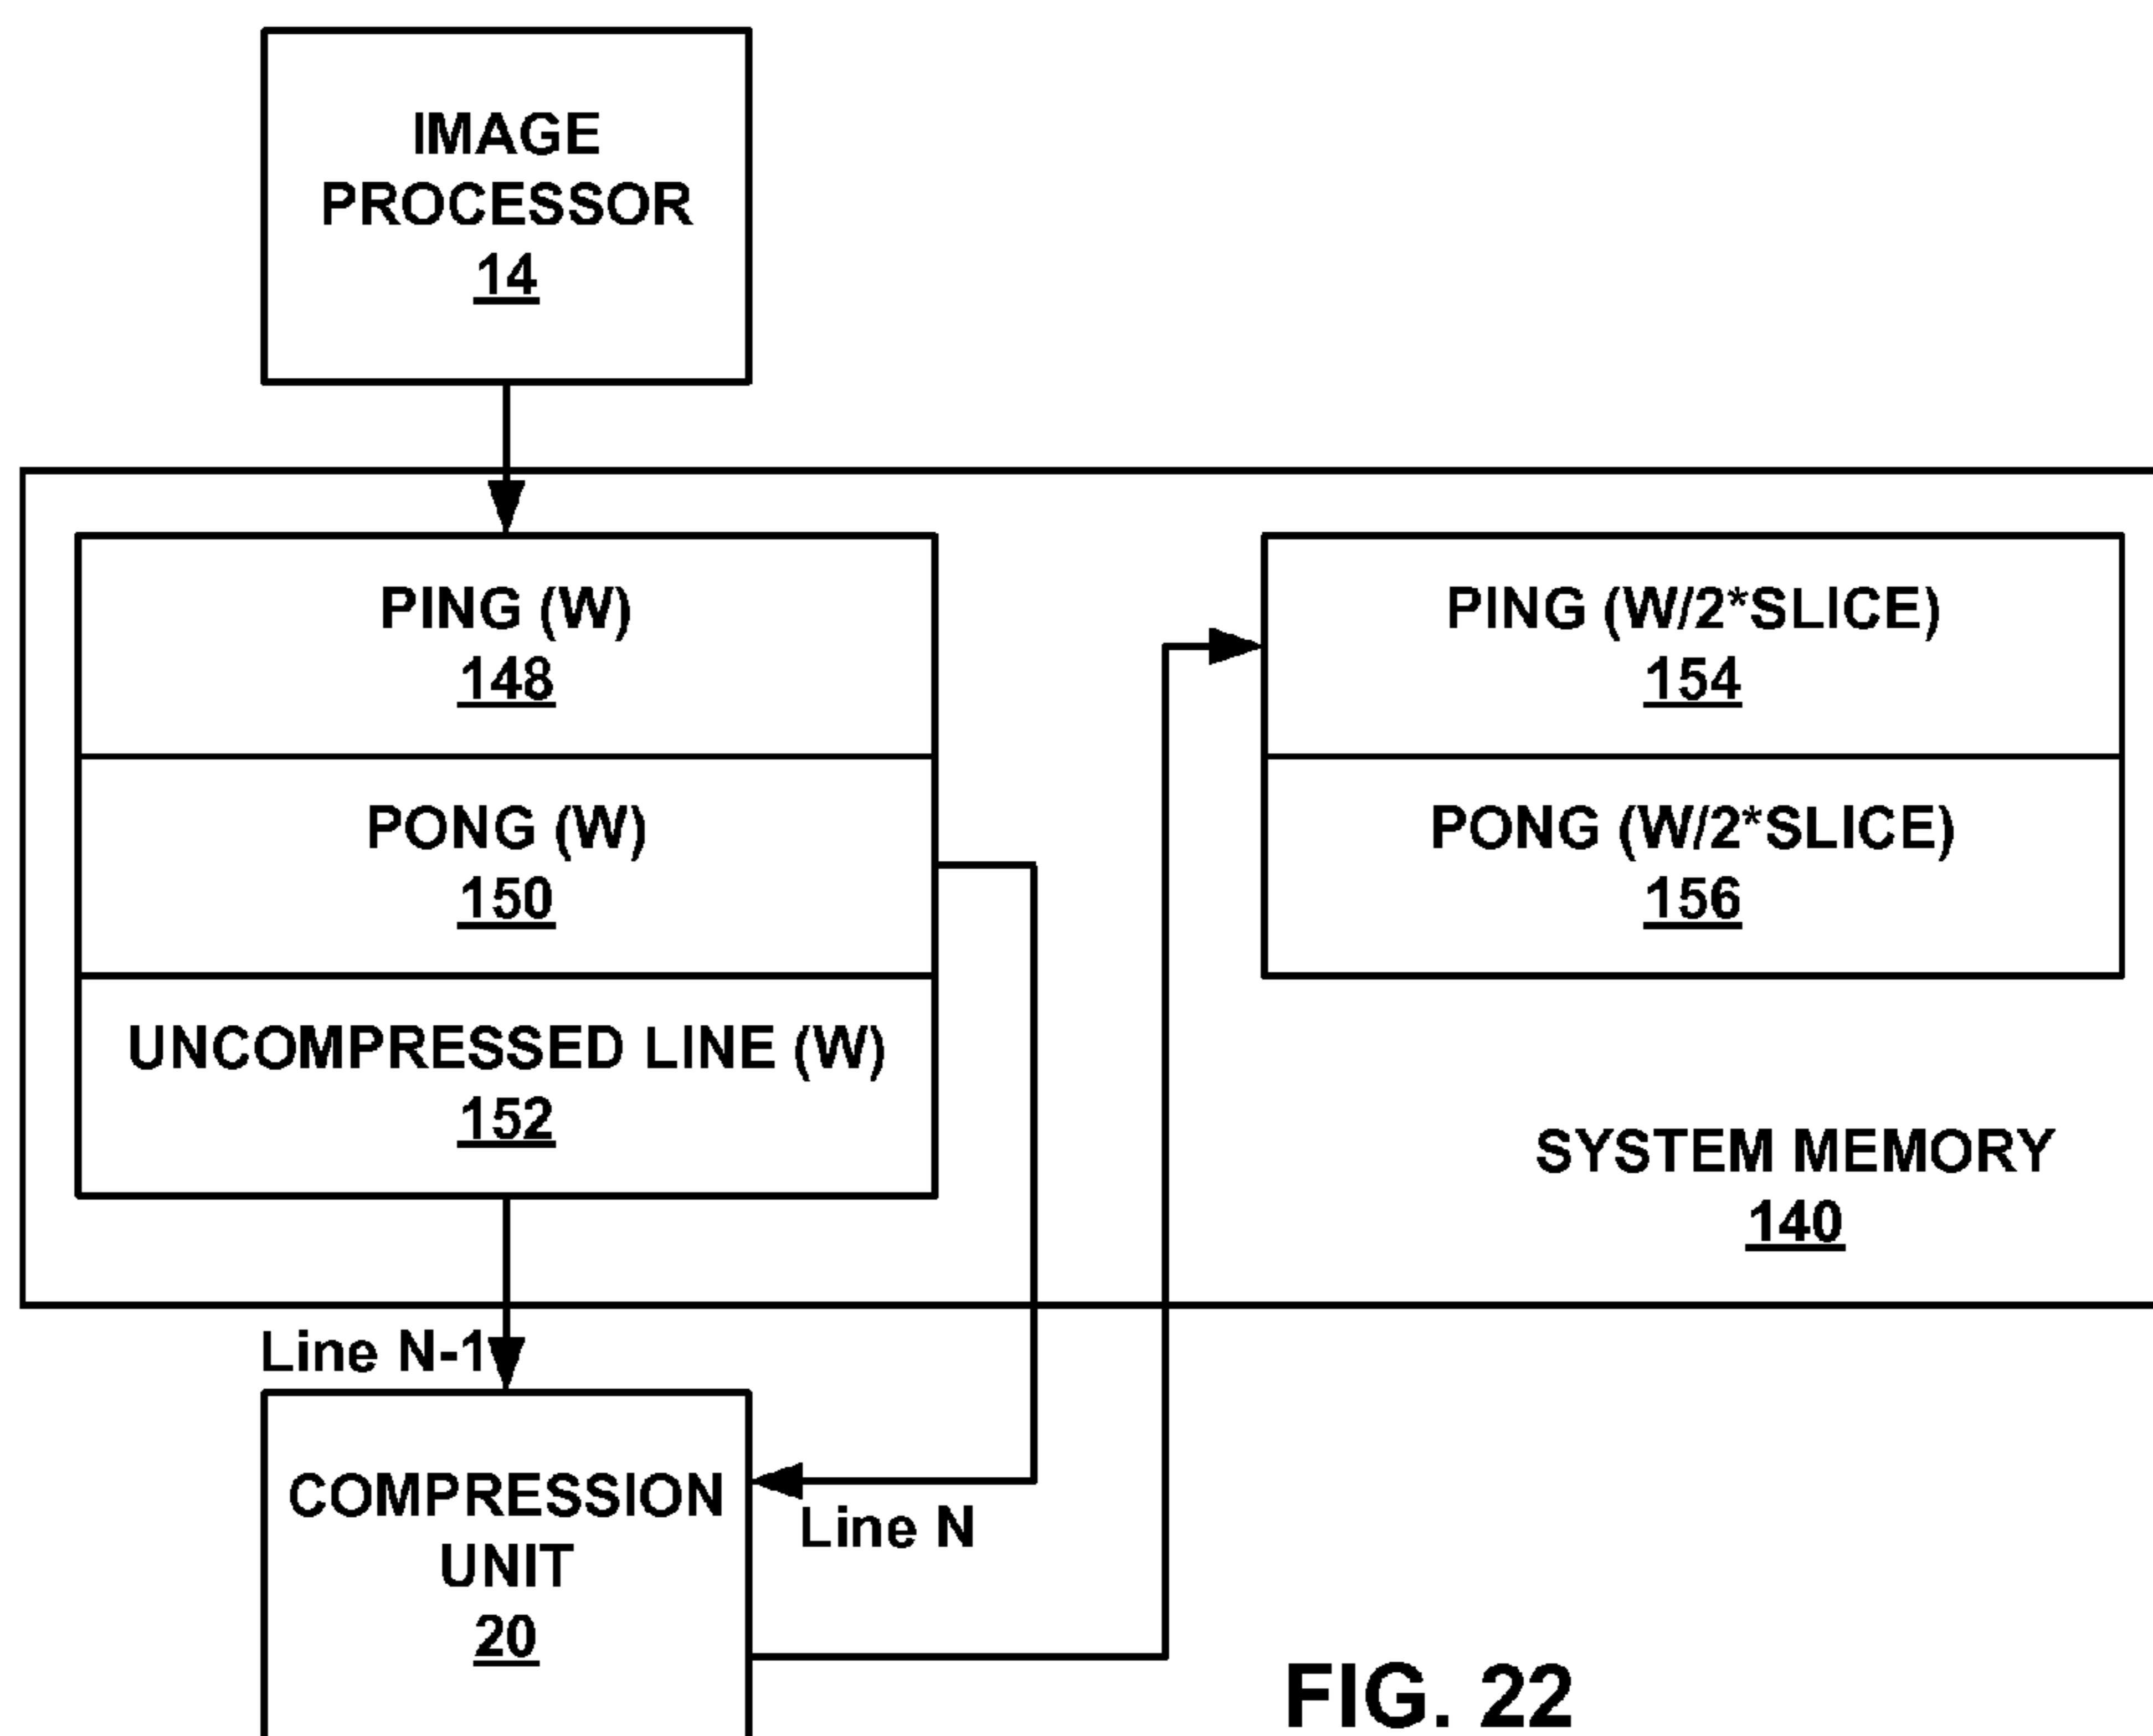 IMAGE
PROCESSOR
14
PING (W)
148
PONG (W)
150
UNCOMPRESSED LINE (W)
152
PING (W/2*SLICE)
154
PONG (W/2*SLICE)
156
SYSTEM MEMORY
140
Line N-1
COMPRESSION
UNIT
20
Line N
FIG. 22